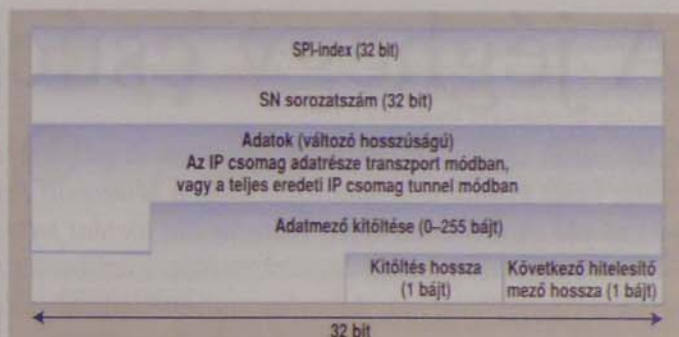 SPI-index (32 bit)
SN sorozatszám (32 bit)
Adatok (változó hosszúságú)
Az IP csomag adatrésze transzport módban,
vagy a teljes eredeti IP csomag tunnel módban
Adatmező kitöltése (0–255 bájt)
Kitöltés hossza
(1 bájt)
Következő hitelesítő
mező hossza (1 bájt)
32 bit